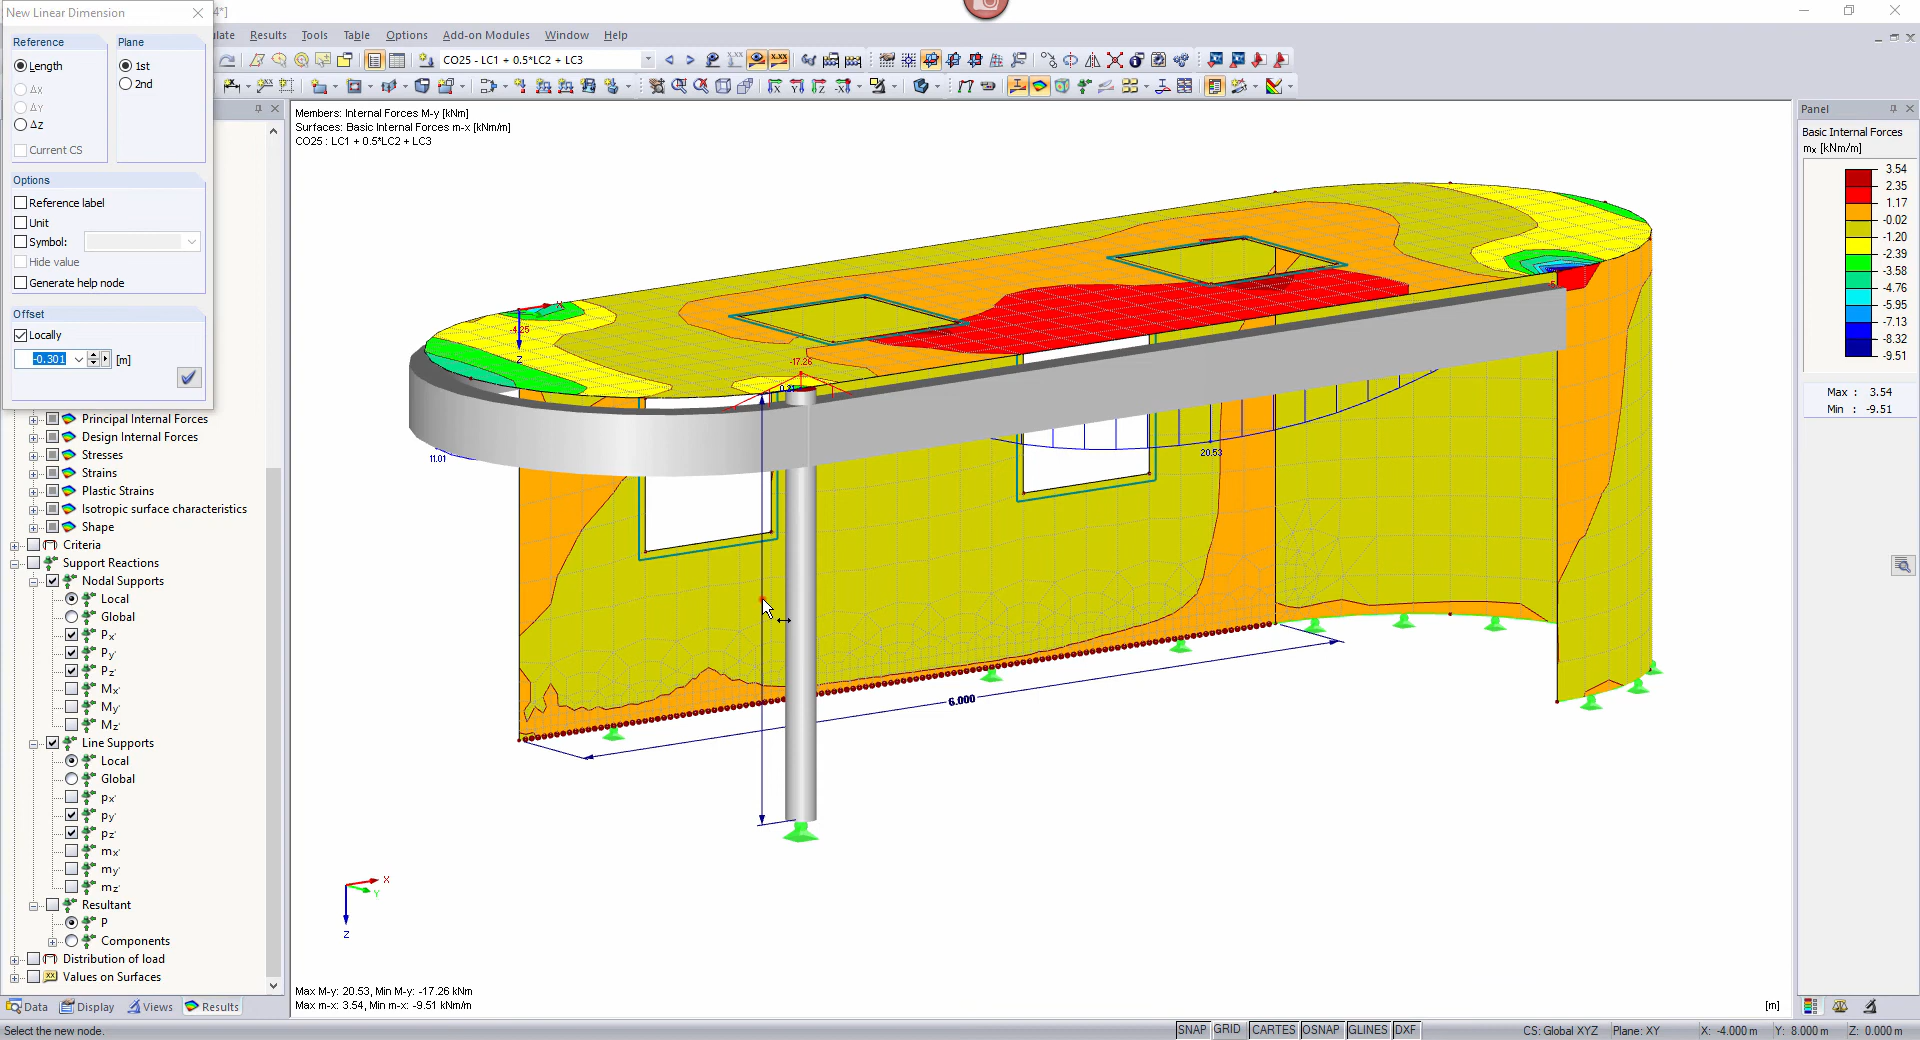 New Linear Dimension
4*]
Reference
Plane
Length
1st
ΔX
2nd
ΔY
ΔZ
Current CS
Options
Reference label
Unit
Symbol:
Hide value
Generate help node
Offset
Locally
-0.301
[m]
ulate Results Tools Table Options Add-on Modules Window Help
CO25 - LC1 + 0.5*LC2 + LC3
Members: Internal Forces M-y [kNm]
Surfaces: Basic Internal Forces m-x [kNm/m]
CO25 : LC1 + 0.5*LC2 + LC3
Principal Internal Forces
Design Internal Forces
Stresses
Strains
Plastic Strains
Isotropic surface characteristics
Shape
Criteria
Support Reactions
Nodal Supports
Local
Global
Px'
Py'
Pz'
Mx'
My'
Mz'
Line Supports
Local
Global
px'
py'
pz'
mx'
my'
mz'
Resultant
P
Components
Distribution of load
Values on Surfaces
Data Display Views Results
X
-4.25
Z
-17.26
11.01
20.53
6.000
X
Y
Z
Max M-y: 20.53, Min M-y: -17.26 kNm
Max m-x: 3.54, Min m-x: -9.51 kNm/m
[m]
Panel
Basic Internal Forces
mx [kNm/m]
3.54
2.35
1.17
-0.02
-1.20
-2.39
-3.58
-4.76
-5.95
-7.13
-8.32
-9.51
Max : 3.54
Min : -9.51
Select the new node.
SNAP GRID CARTES OSNAP GLINES DXF
CS: Global XYZ Plane: XY X: -4.000 m Y: 8.000 m Z: 0.000 m